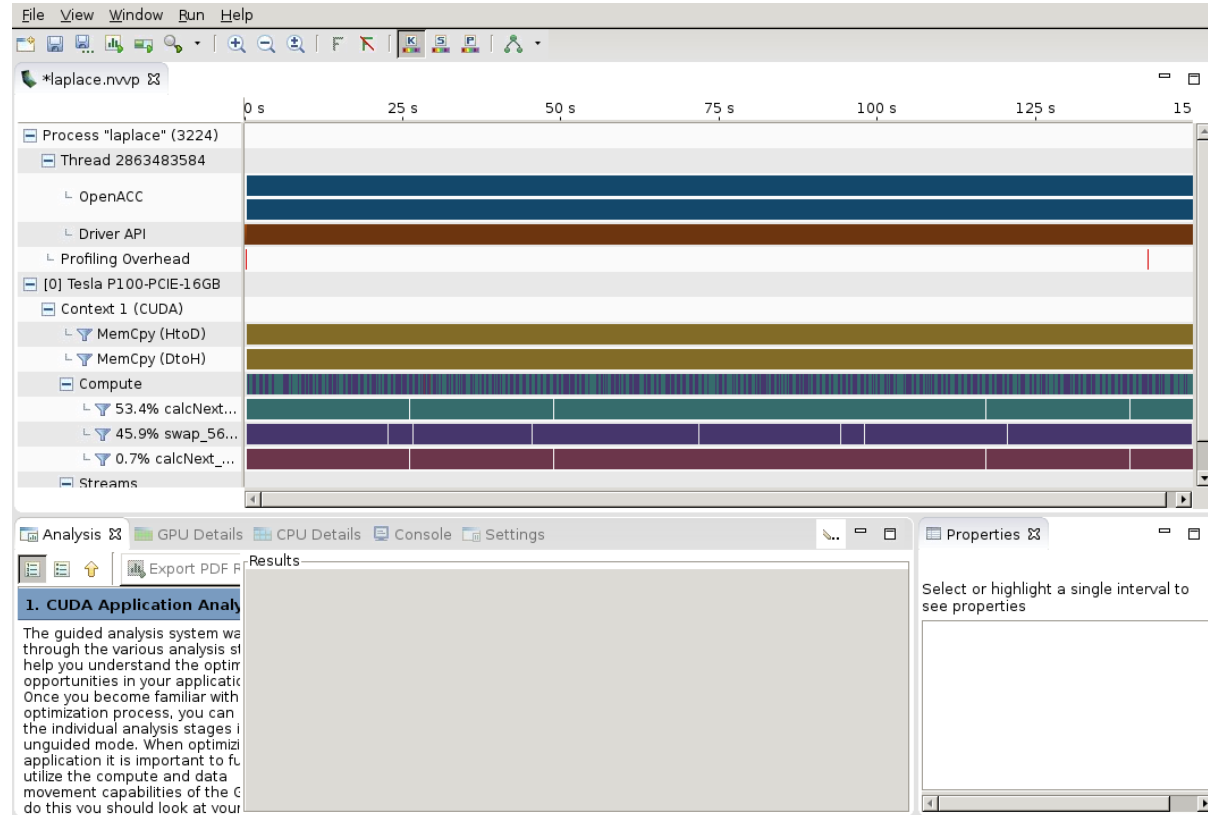 File View Window Run Help
*laplace.nvvp
0 s 25 s 50 s 75 s 100 s 125 s 15
Process "laplace" (3224)
Thread 2863483584
OpenACC
Driver API
Profiling Overhead
[0] Tesla P100-PCIE-16GB
Context 1 (CUDA)
MemCpy (HtoD)
MemCpy (DtoH)
Compute
53.4% calcNext...
45.9% swap_56...
0.7% calcNext_...
Streams
Analysis GPU Details CPU Details Console Settings
Export PDF R
Results
1. CUDA Application Analy
The guided analysis system wa
through the various analysis st
help you understand the optim
opportunities in your applicatio
Once you become familiar with
optimization process, you can
the individual analysis stages i
unguided mode. When optimizi
application it is important to fu
utilize the compute and data
movement capabilities of the G
do this you should look at your
Properties
Select or highlight a single interval to
see properties